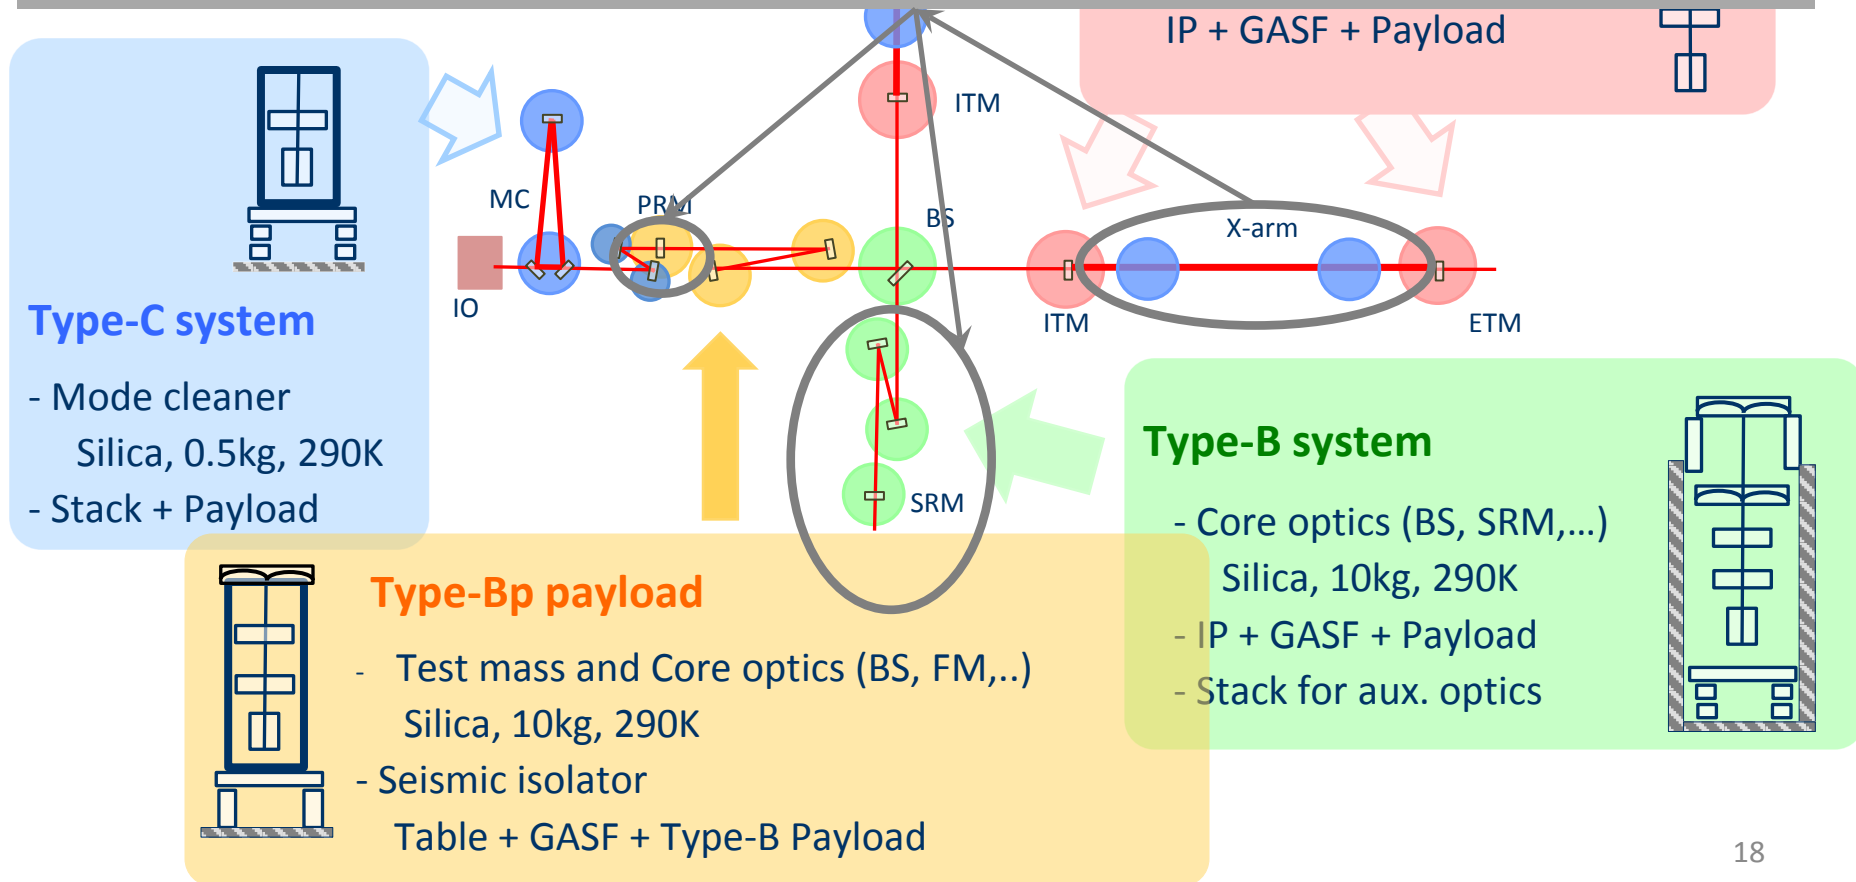 IP + GASF + Payload
ITM
MC
PRM
BS
X-arm
IO
ITM
ETM
SRM
Type-C system
- Mode cleaner
Silica, 0.5kg, 290K
- Stack + Payload
Type-B system
- Core optics (BS, SRM,...)
Silica, 10kg, 290K
- IP + GASF + Payload
- Stack for aux. optics
Type-Bp payload
- Test mass and Core optics (BS, FM,..)
Silica, 10kg, 290K
- Seismic isolator
Table + GASF + Type-B Payload
18